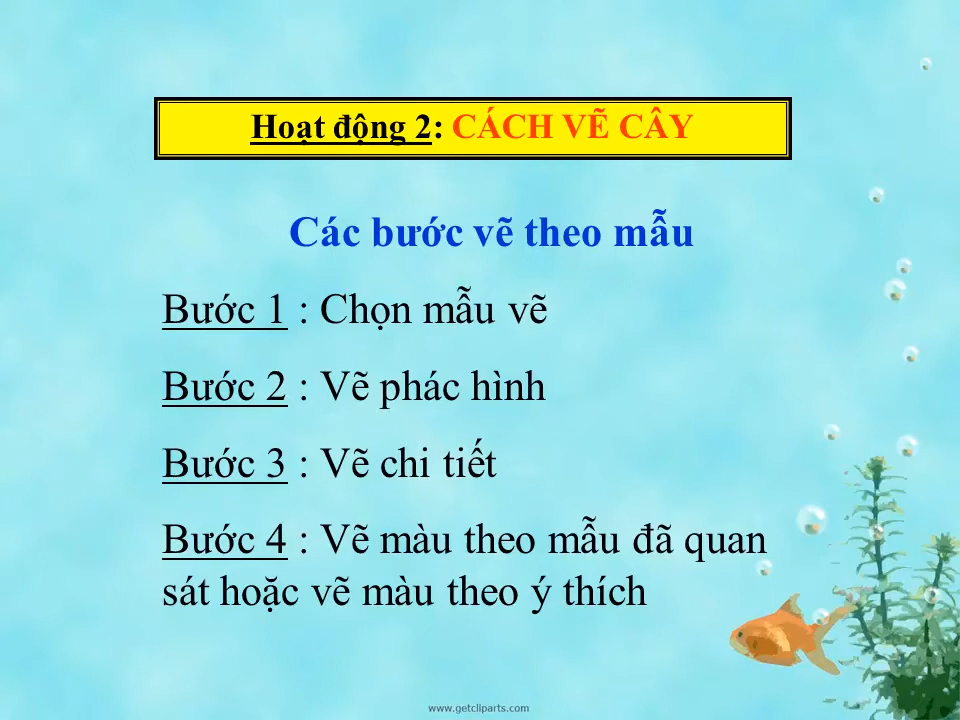 Hoạt động 2: CÁCH VẼ CÂY
Các bước vẽ theo mẫu
Bước 1 : Chọn mẫu vẽ
Bước 2 : Vẽ phác hình
Bước 3 : Vẽ chi tiết
Bước 4 : Vẽ màu theo mẫu đã quan
sát hoặc vẽ màu theo ý thích
www.getcliparts.com